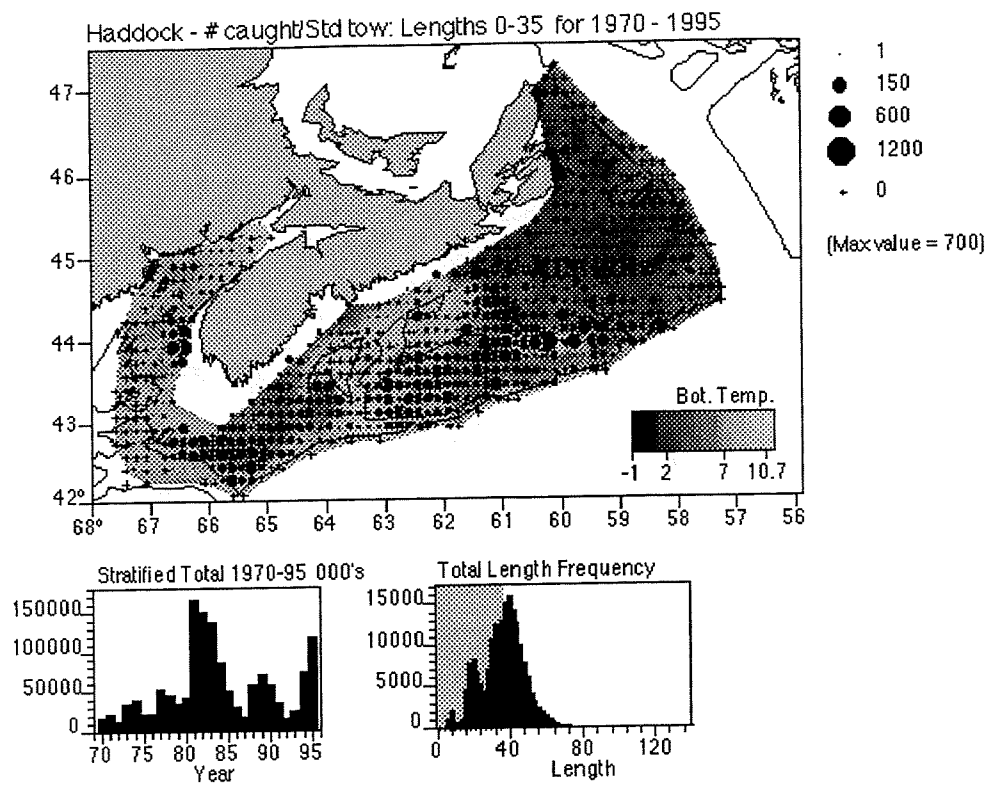 Haddock - # caught/Std tow: Lengths 0-35 for 1970 - 1995
1
150
600
1200
0
(Max value = 700)
47
46
45
44
43
42°
68° 67 66 65 64 63 62 61 60 59 58 57 56
Bot. Temp.
-1 2 7 10.7
Stratified Total 1970-95 000's
150000
100000
50000
0
70 75 80 85 90 95
Year
Total Length Frequency
15000
10000
5000
0
0 40 80 120
Length